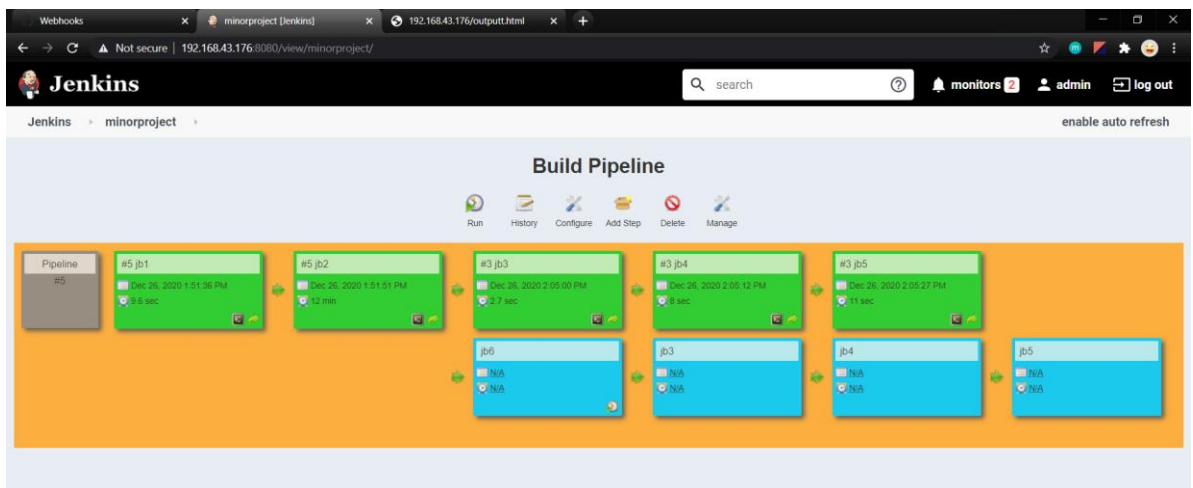 Webhooks
minorproject [Jenkins]
192.168.43.176/outputt.html
Not secure | 192.168.43.176:8080/view/minorproject/
Jenkins
search
monitors 2
admin
log out
Jenkins
minorproject
enable auto refresh
Build Pipeline
Run
History
Configure
Add Step
Delete
Manage
Pipeline
#5
#5 jb1
Dec 26, 2020 1:51:36 PM
9.6 sec
#5 jb2
Dec 26, 2020 1:51:51 PM
12 min
#3 jb3
Dec 26, 2020 2:05:00 PM
2.7 sec
#3 jb4
Dec 26, 2020 2:05:12 PM
8 sec
#3 jb5
Dec 26, 2020 2:05:27 PM
11 sec
jb6
N/A
N/A
jb3
N/A
N/A
jb4
N/A
N/A
jb5
N/A
N/A